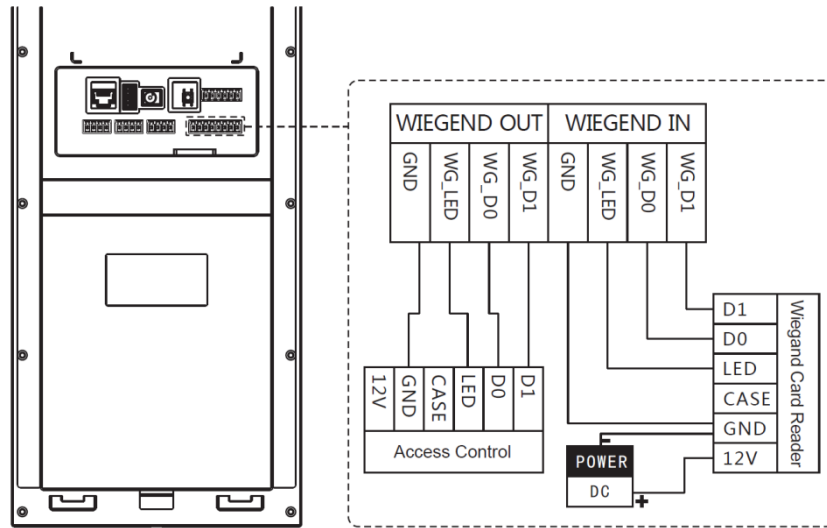 WIEGEND OUT
WIEGEND IN
GND
WG_LED
WG_D0
WG_D1
GND
WG_LED
WG_D0
WG_D1
12V
GND
CASE
LED
D0
D1
Access Control
D1
D0
LED
CASE
GND
12V
Wiegand Card Reader
-
POWER
DC
+